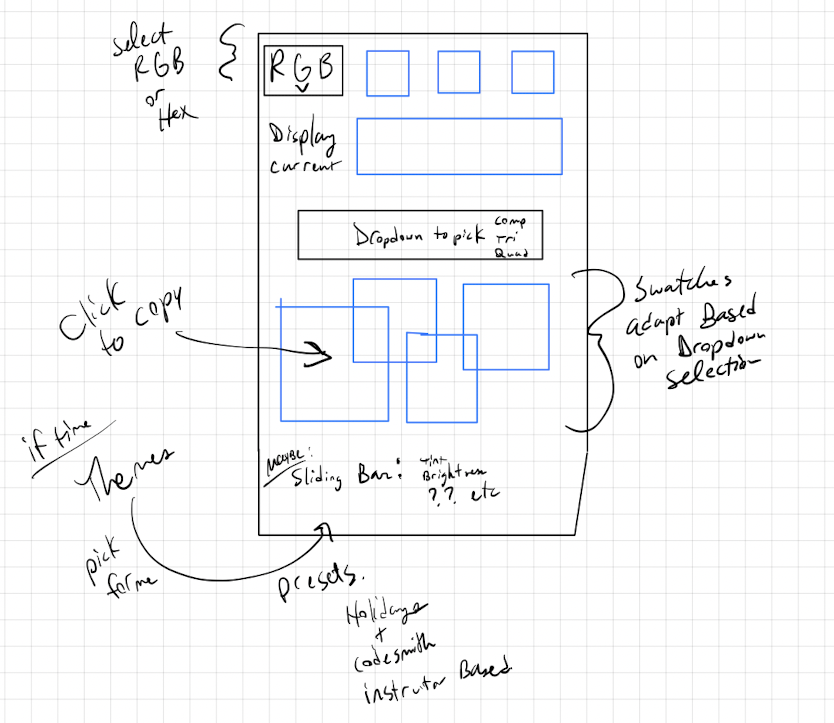 select
RGB
or
Hex
RGB
Display
current
Dropdown to pick
Comp
Tri
Quad
Click
to copy
Swatches
adapt Based
on Dropdown
selection
if time
Themes
pick
for me
MAYBE:
Sliding Bar:
Tint
Brightness
?? etc
presets.
Holidays
+
codesmith
instrutor Based